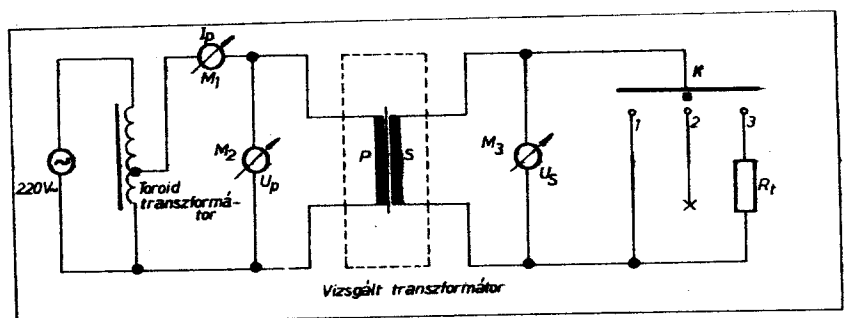 Ip
M1
K
1
2
3
M2
Up
P
S
M3
US
Rt
220V~
Toroid
transzformá-
tor
Vizsgált transzformátor